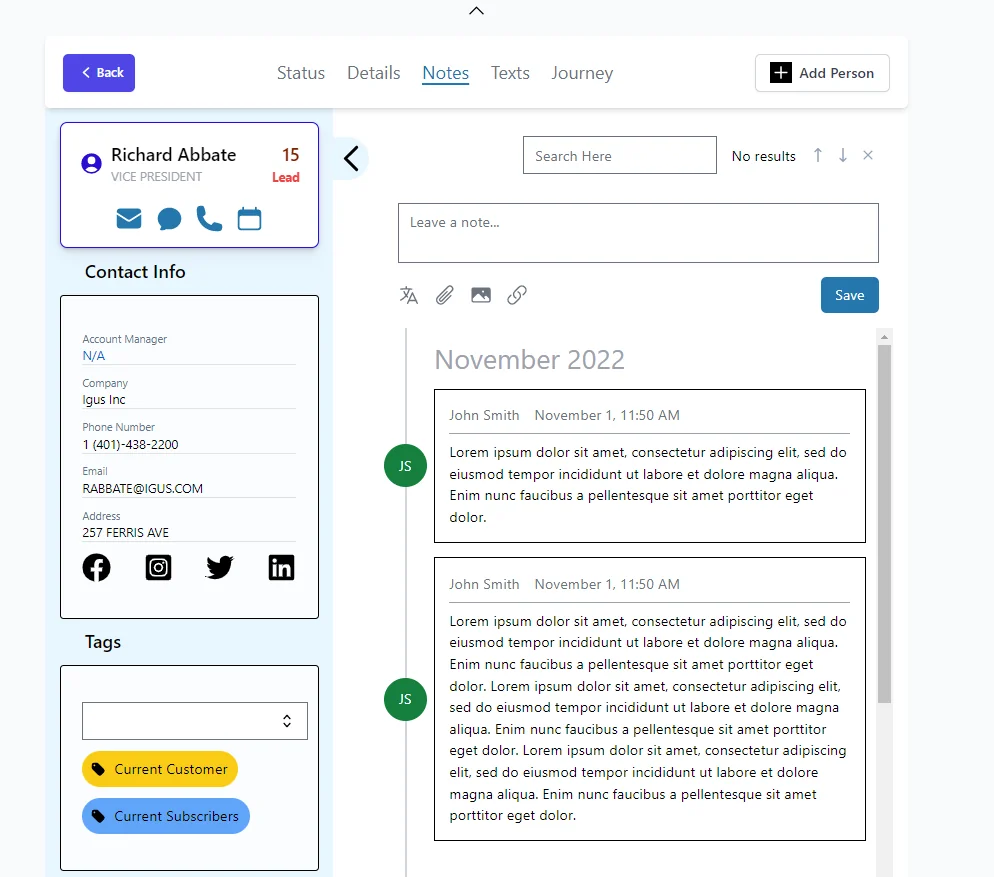 Back
Status
Details
Notes
Texts
Journey
Add Person
Richard Abbate
15
VICE PRESIDENT
Lead
Contact Info
Account Manager
N/A
Company
Igus Inc
Phone Number
1 (401)-438-2200
Email
RABBATE@IGUS.COM
Address
257 FERRIS AVE
Tags
Current Customer
Current Subscribers
Search Here
No results
Leave a note...
Save
November 2022
JS
John Smith November 1, 11:50 AM
Lorem ipsum dolor sit amet, consectetur adipiscing elit, sed do
eiusmod tempor incididunt ut labore et dolore magna aliqua.
Enim nunc faucibus a pellentesque sit amet porttitor eget
dolor.
JS
John Smith November 1, 11:50 AM
Lorem ipsum dolor sit amet, consectetur adipiscing elit, sed do
eiusmod tempor incididunt ut labore et dolore magna aliqua.
Enim nunc faucibus a pellentesque sit amet porttitor eget
dolor. Lorem ipsum dolor sit amet, consectetur adipiscing elit,
sed do eiusmod tempor incididunt ut labore et dolore magna
aliqua. Enim nunc faucibus a pellentesque sit amet porttitor
eget dolor. Lorem ipsum dolor sit amet, consectetur adipiscing
elit, sed do eiusmod tempor incididunt ut labore et dolore
magna aliqua. Enim nunc faucibus a pellentesque sit amet
porttitor eget dolor.